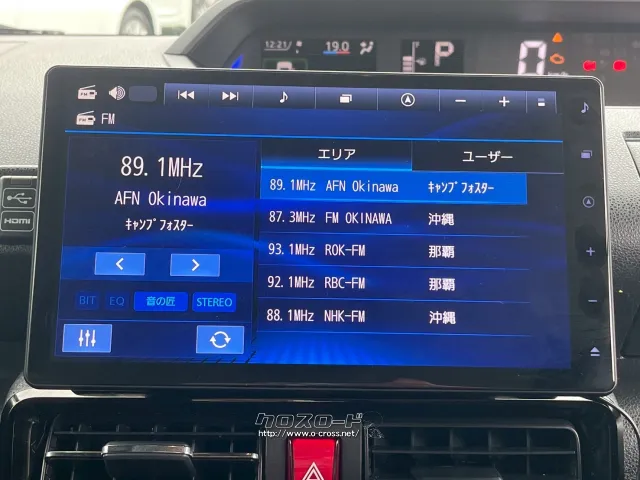 12:21 19.0 P 0
FM
FM
89.1MHz
AFN Okinawa
ｷｬﾝﾌﾟﾌｫｽﾀｰ
BIT EQ 音の匠 STEREO
エリア ユーザー
89.1MHz AFN Okinawa ｷｬﾝﾌﾟﾌｫｽﾀｰ
87.3MHz FM OKINAWA 沖縄
93.1MHz ROK-FM 那覇
92.1MHz RBC-FM 那覇
88.1MHz NHK-FM 沖縄
HDMI
クロスロード
http://www.o-cross.net/